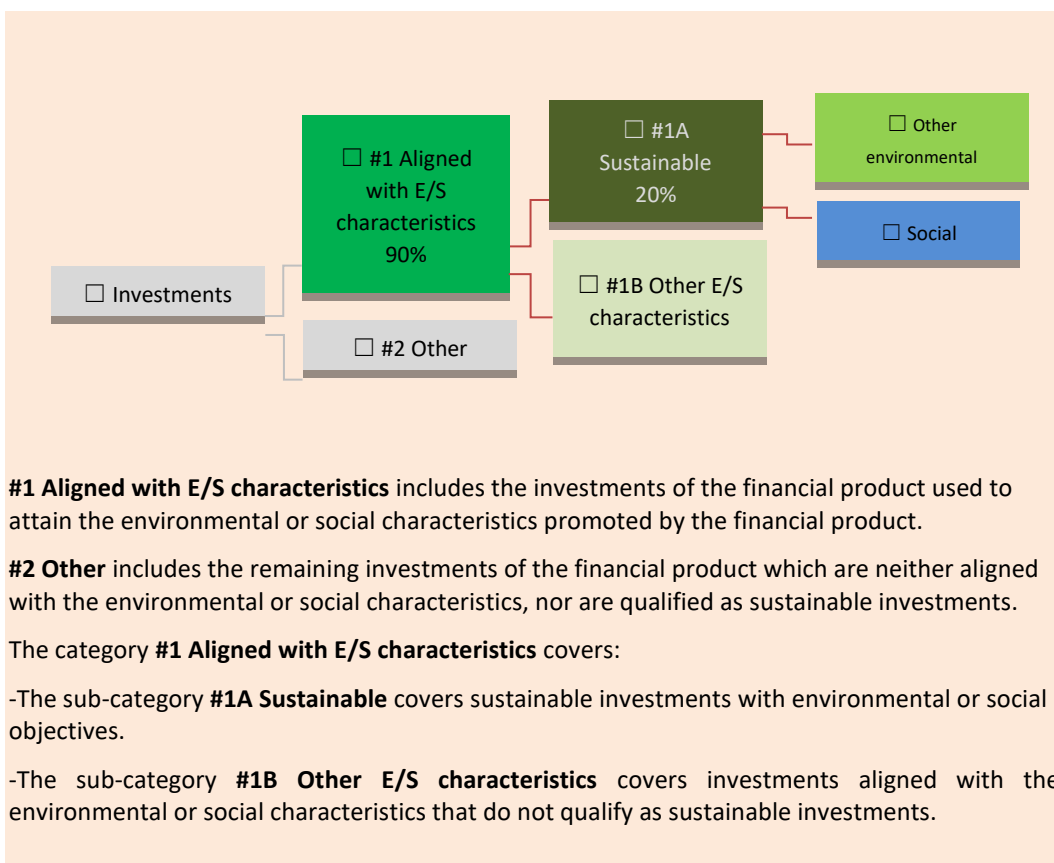 ☐ #1 Aligned
with E/S
characteristics
90%
☐ #1A
Sustainable
20%
☐ Other
environmental
☐ Social
☐ Investments
☐ #1B Other E/S
characteristics
☐ #2 Other
#1 Aligned with E/S characteristics includes the investments of the financial product used to
attain the environmental or social characteristics promoted by the financial product.
#2 Other includes the remaining investments of the financial product which are neither aligned
with the environmental or social characteristics, nor are qualified as sustainable investments.
The category #1 Aligned with E/S characteristics covers:
-The sub-category #1A Sustainable covers sustainable investments with environmental or social
objectives.
-The sub-category #1B Other E/S characteristics covers investments aligned with the
environmental or social characteristics that do not qualify as sustainable investments.